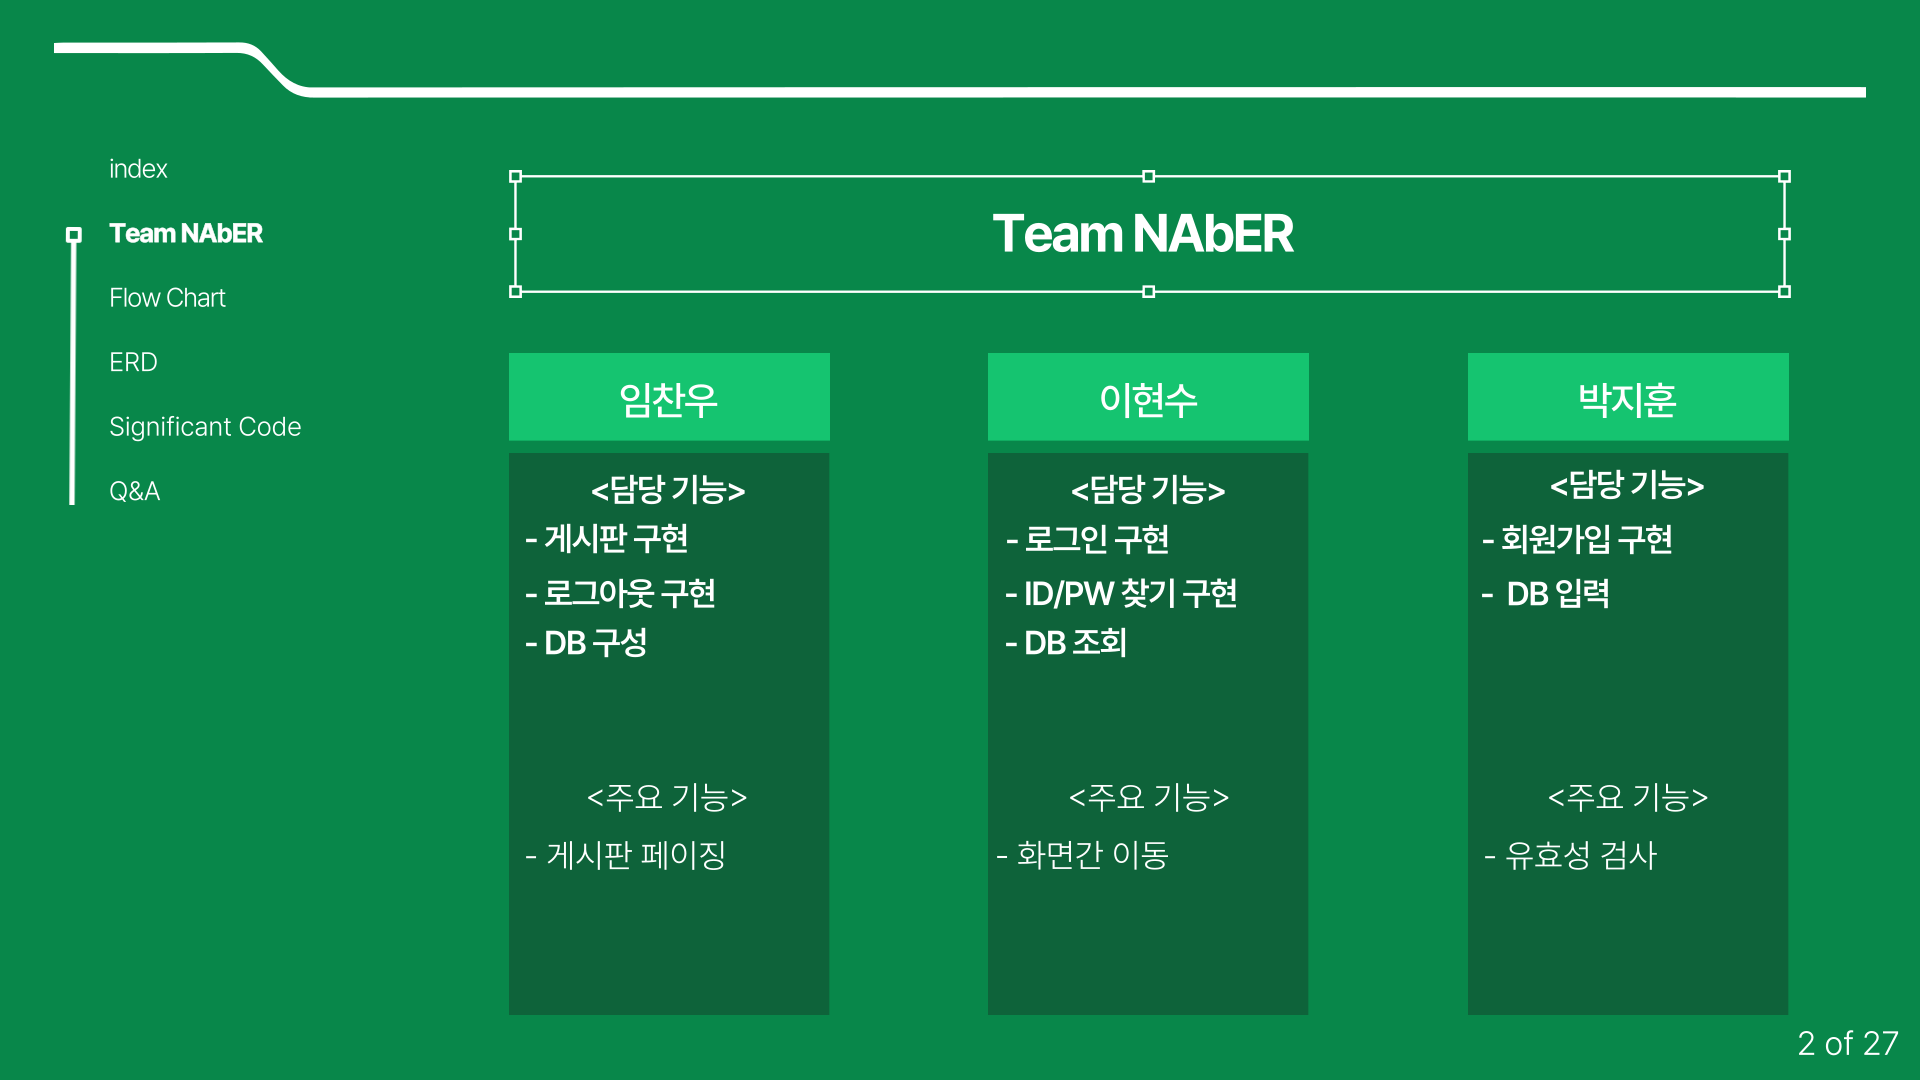 index
Team NAbER
Flow Chart
ERD
Significant Code
Q&A
Team NAbER
임찬우
<담당 기능>
- 게시판 구현
- 로그아웃 구현
- DB 구성
<주요 기능>
- 게시판 페이징
이현수
<담당 기능>
- 로그인 구현
- ID/PW 찾기 구현
- DB 조회
<주요 기능>
- 화면간 이동
박지훈
<담당 기능>
- 회원가입 구현
- DB 입력
<주요 기능>
- 유효성 검사
2 of 27